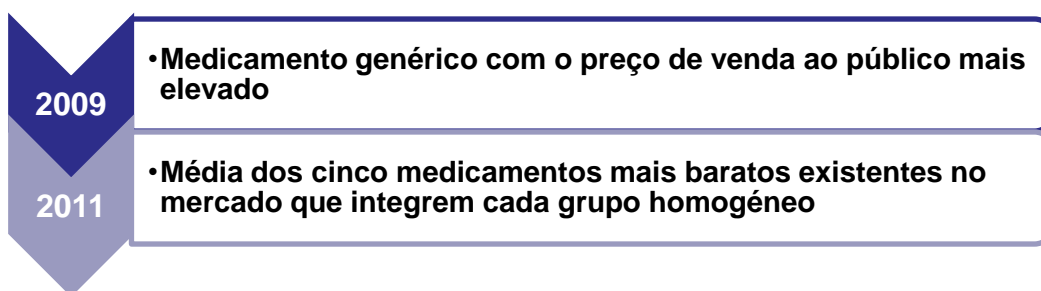 2009
•Medicamento genérico com o preço de venda ao público mais
elevado
2011
•Média dos cinco medicamentos mais baratos existentes no
mercado que integrem cada grupo homogéneo